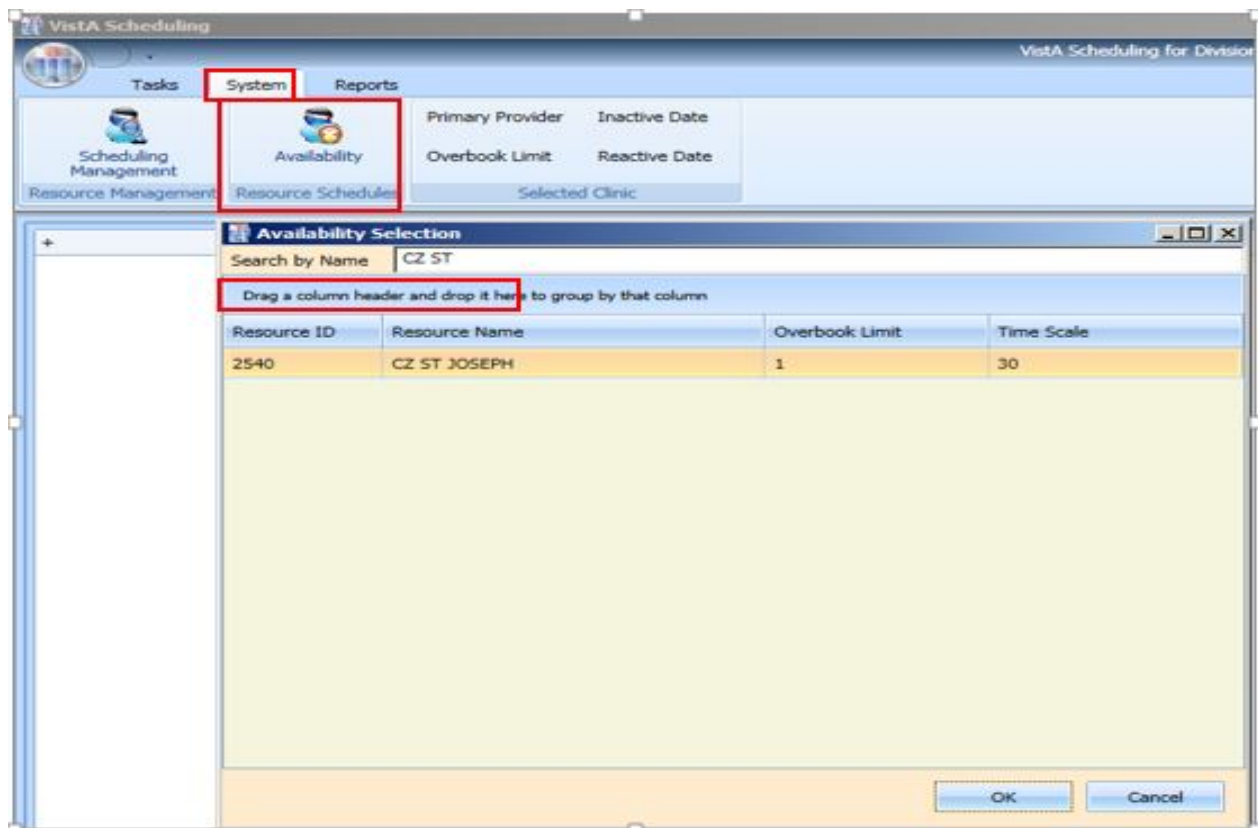 VistA Scheduling
VistA Scheduling for Division
Tasks System Reports
Primary Provider Inactive Date
Scheduling Management Availability Overbook Limit Reactive Date
Resource Management Resource Schedules Selected Clinic
+
Availability Selection
Search by Name CZ ST
Drag a column header and drop it here to group by that column
Resource ID Resource Name Overbook Limit Time Scale
2540 CZ ST JOSEPH 1 30
OK Cancel